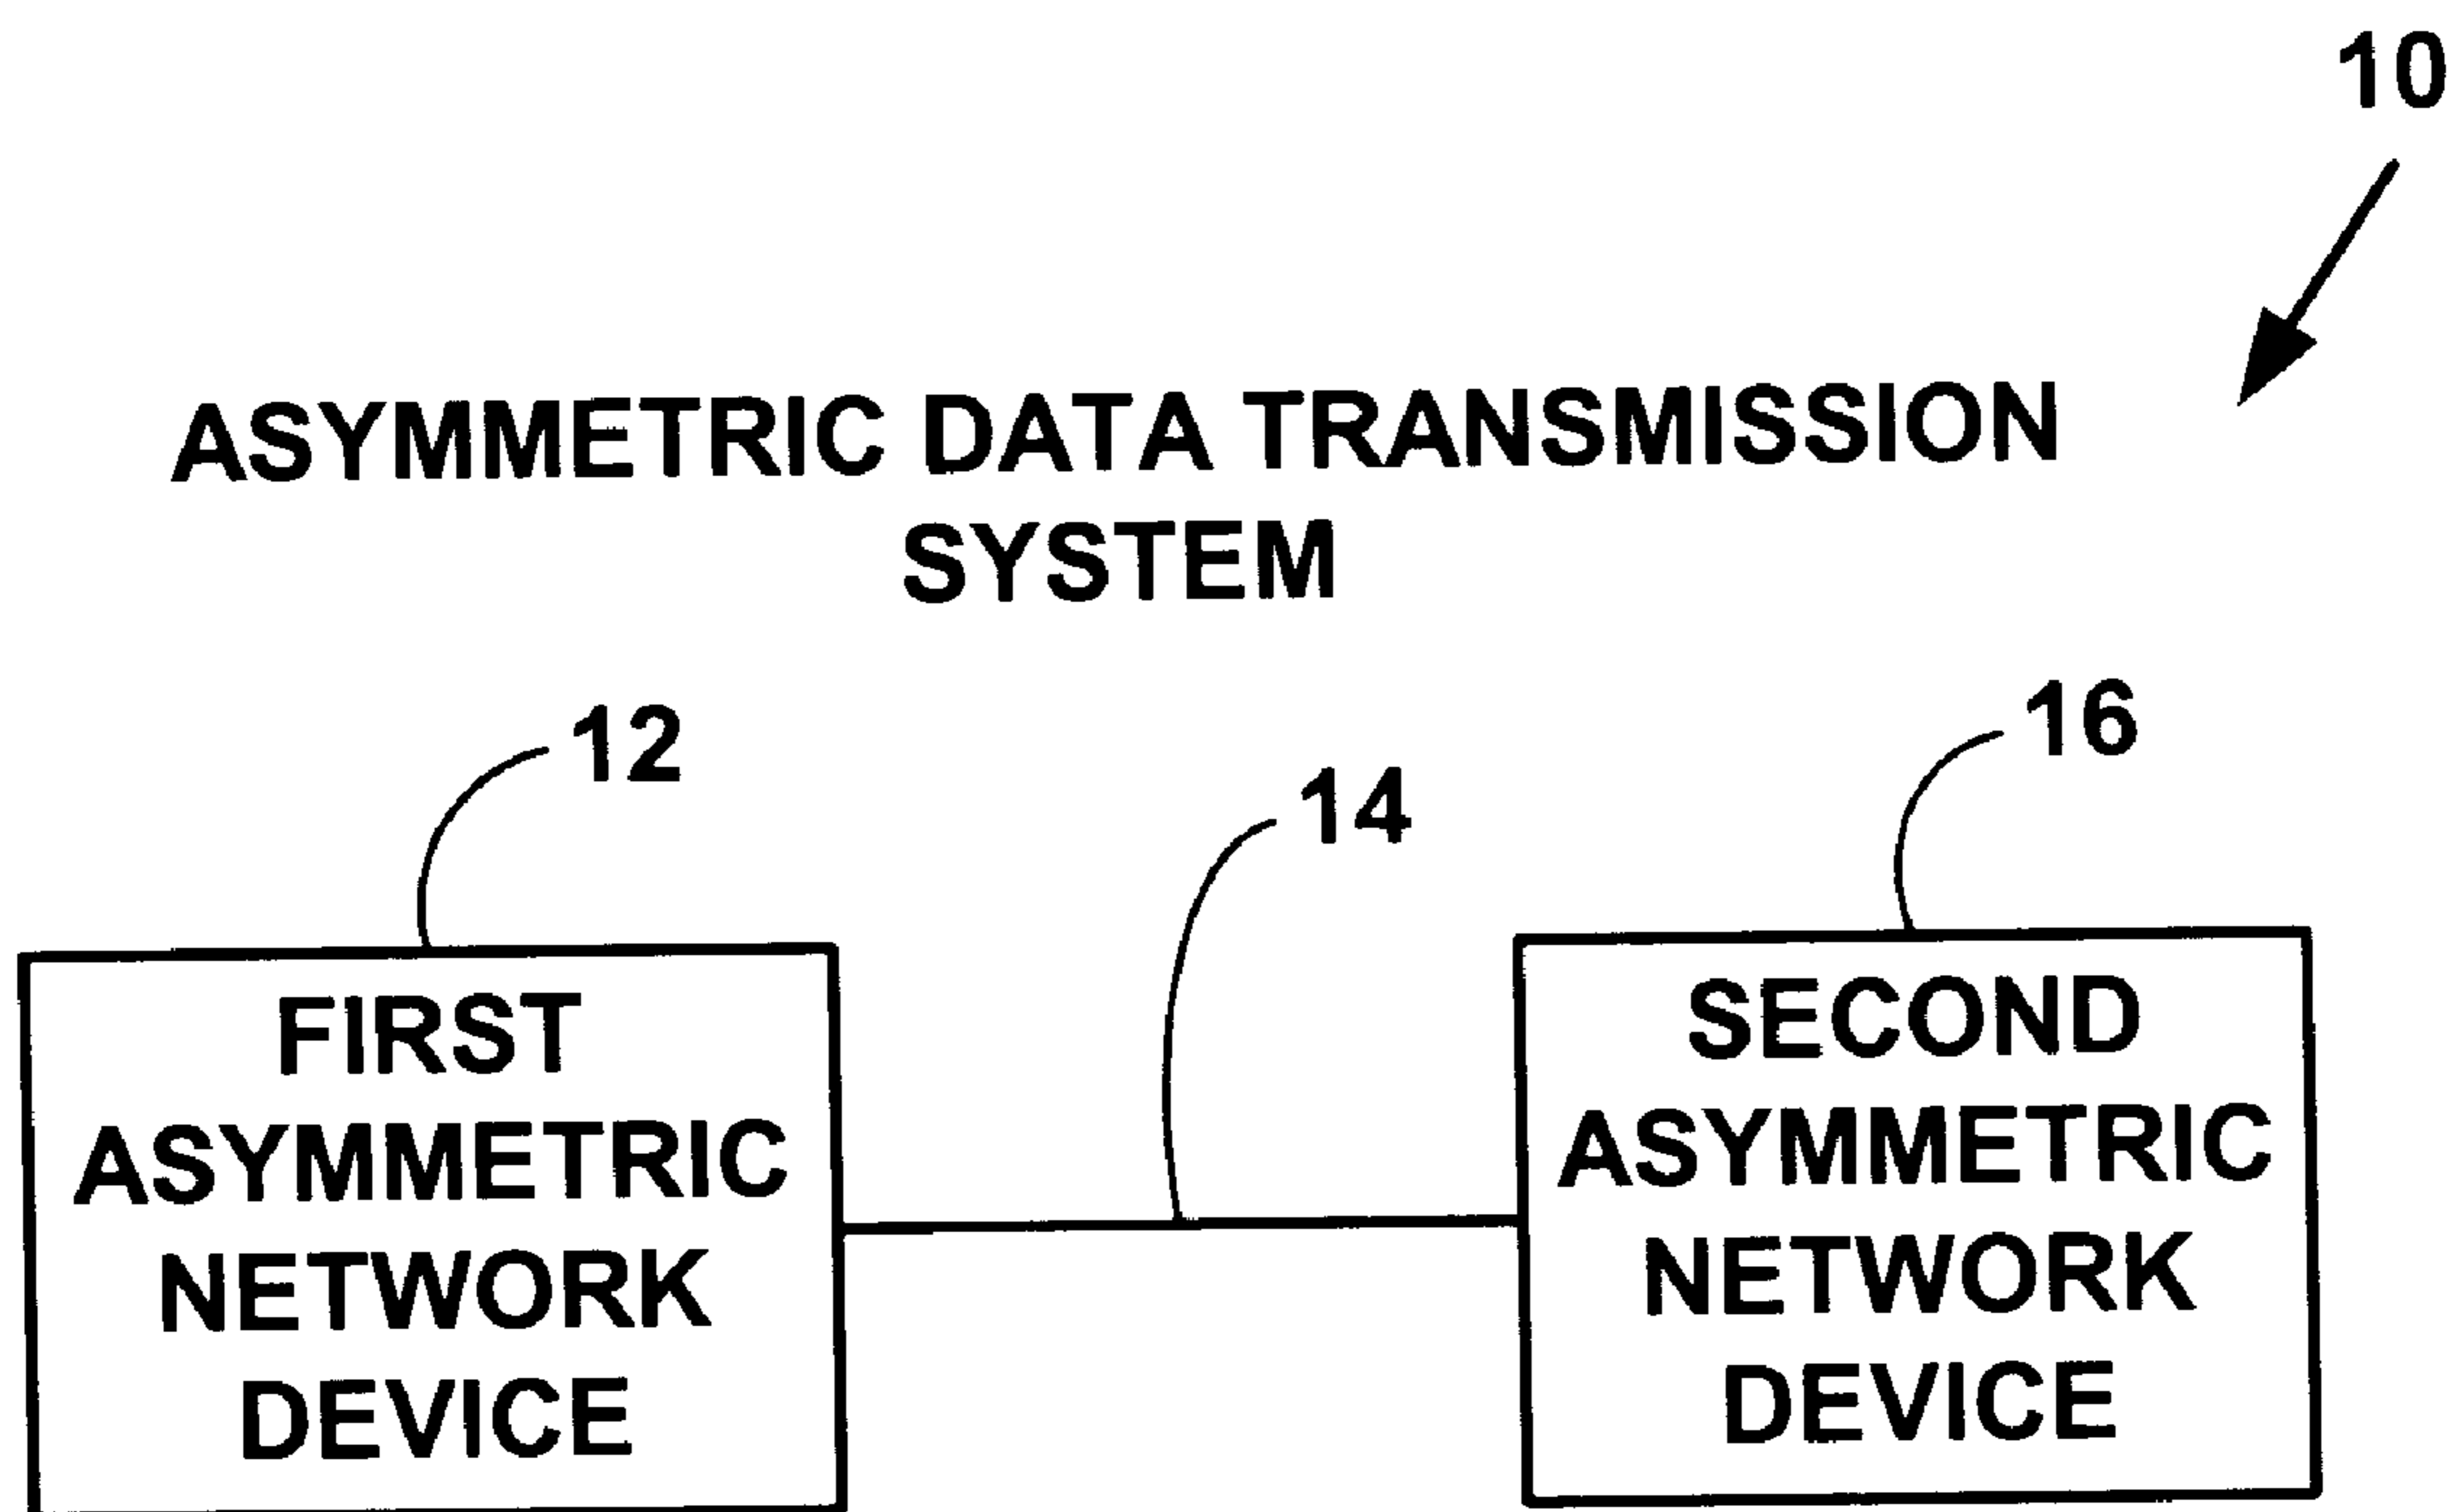 10
ASYMMETRIC DATA TRANSMISSION
SYSTEM
12
14
16
FIRST
ASYMMETRIC
NETWORK
DEVICE
SECOND
ASYMMETRIC
NETWORK
DEVICE